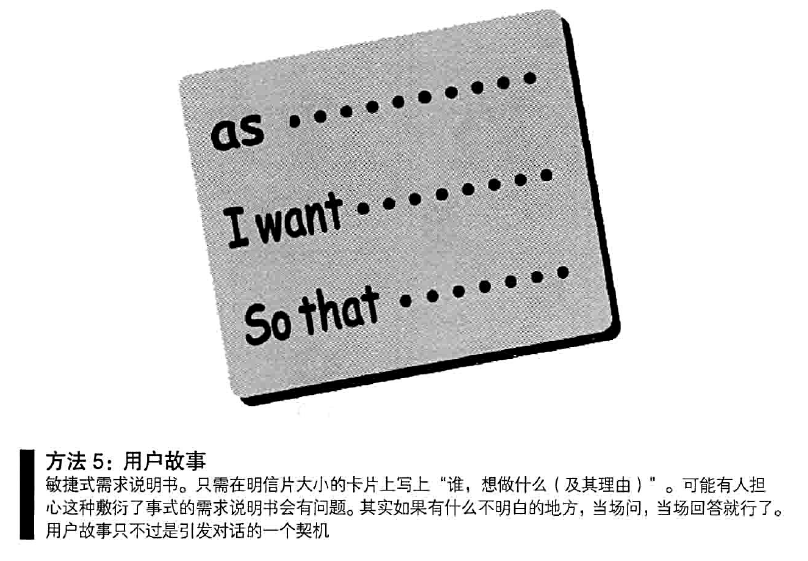 as ··········
I want ········
So that ·······
方法 5：用户故事
敏捷式需求说明书。只需在明信片大小的卡片上写上“谁，想做什么（及其理由）”。可能有人担
心这种敷衍了事式的需求说明书会有问题。其实如果有什么不明白的地方，当场问，当场回答就行了。
用户故事只不过是引发对话的一个契机